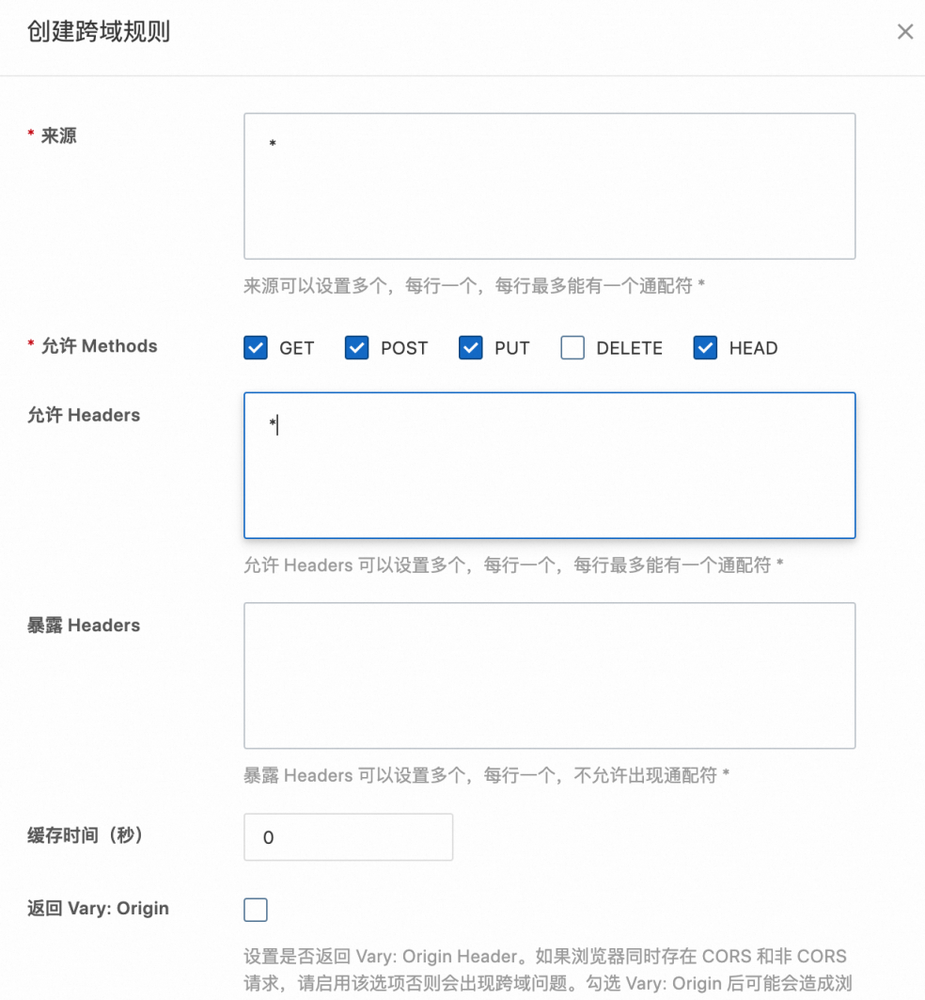 创建跨域规则
* 来源
*
来源可以设置多个，每行一个，每行最多能有一个通配符 *
* 允许 Methods
GET POST PUT DELETE HEAD
允许 Headers
*
允许 Headers 可以设置多个，每行一个，每行最多能有一个通配符 *
暴露 Headers
暴露 Headers 可以设置多个，每行一个，不允许出现通配符 *
缓存时间（秒）
0
返回 Vary: Origin
设置是否返回 Vary: Origin Header。如果浏览器同时存在 CORS 和非 CORS
请求，请启用该选项否则会出现跨域问题。勾选 Vary: Origin 后可能会造成浏